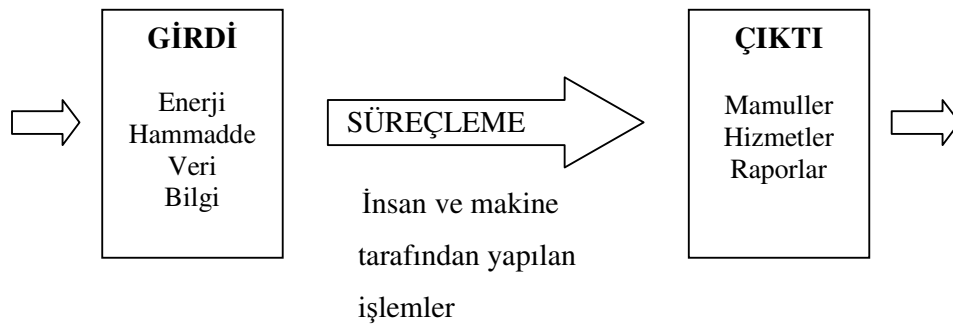 GİRDİ
Enerji
Hammadde
Veri
Bilgi
SÜREÇLEME
İnsan ve makine
tarafından yapılan
işlemler
ÇIKTI
Mamuller
Hizmetler
Raporlar